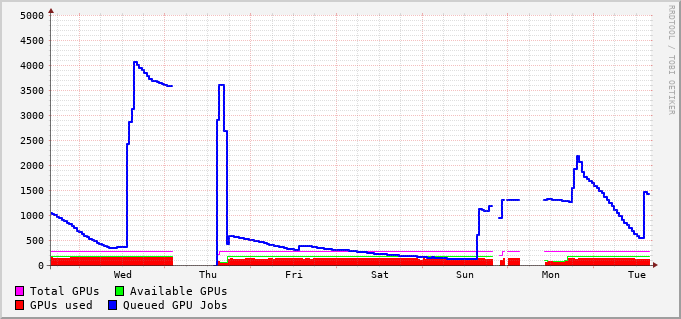 5000
4500
4000
3500
3000
2500
2000
1500
1000
500
0
Wed Thu Fri Sat Sun Mon Tue
Total GPUs Available GPUs
GPUs used Queued GPU Jobs
RRDTOOL / TOBI OETIKER